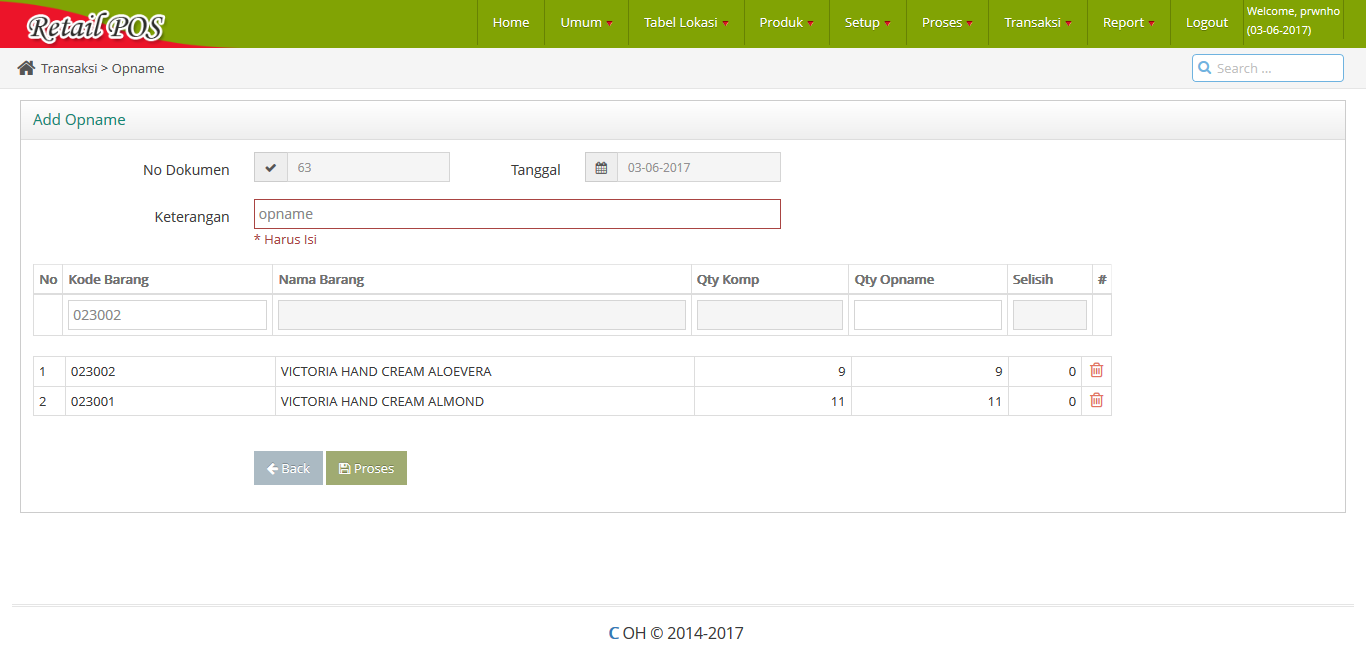 Retail POS
Home Umum Tabel Lokasi Produk Setup Proses Transaksi Report Logout
Welcome, prwnho
(03-06-2017)
Transaksi > Opname
Search ...
Add Opname
No Dokumen 63 Tanggal 03-06-2017
Keterangan opname
* Harus Isi
No Kode Barang Nama Barang Qty Komp Qty Opname Selisih #
023002
1 023002 VICTORIA HAND CREAM ALOEVERA 9 9 0
2 023001 VICTORIA HAND CREAM ALMOND 11 11 0
Back Proses
C OH © 2014-2017